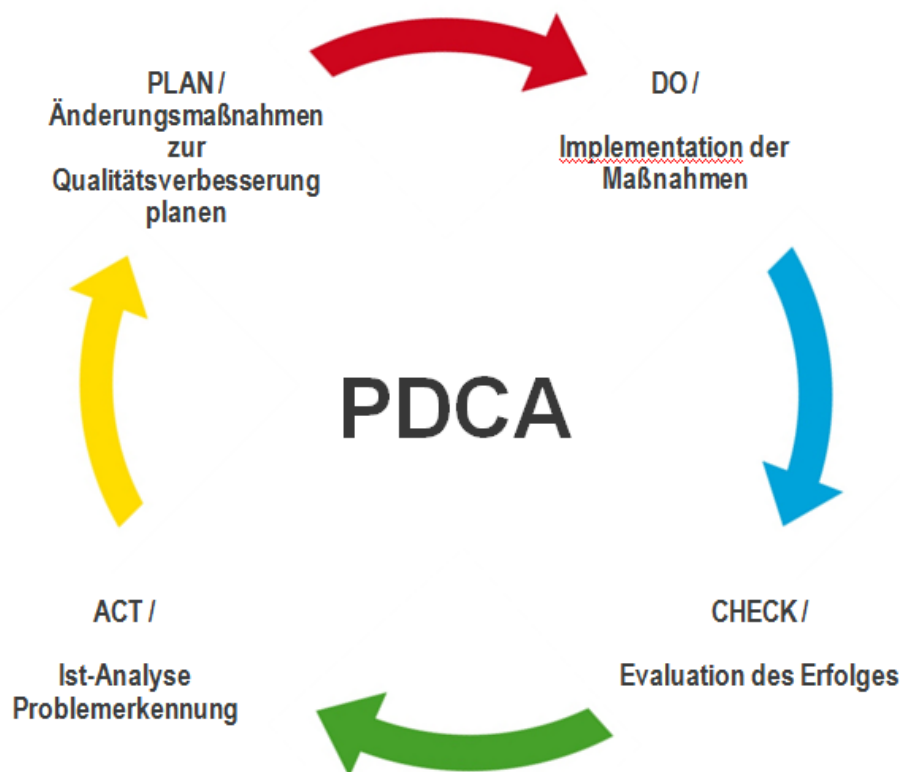 PLAN /
Änderungsmaßnahmen
zur
Qualitätsverbesserung
planen
DO /
Implementation der
Maßnahmen
PDCA
ACT /
Ist-Analyse
Problemerkennung
CHECK /
Evaluation des Erfolges